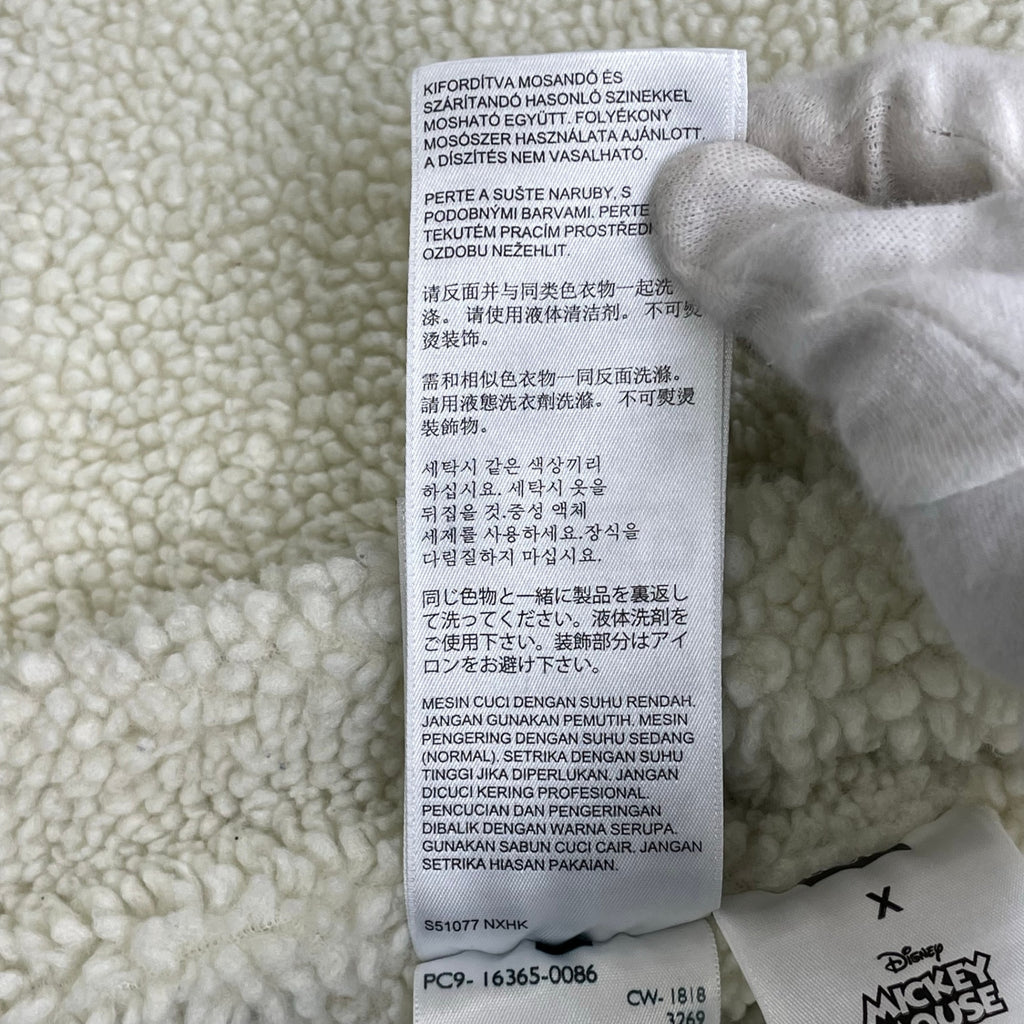 KIFORDÍTVA MOSANDÓ ÉS
SZÁRÍTANDÓ HASONLÓ SZINEKKEL
MOSHATÓ EGYÜTT. FOLYÉKONY
MOSÓSZER HASZNÁLATA AJÁNLOTT.
A DÍSZÍTÉS NEM VASALHATÓ.
PERTE A SUŠTE NARUBY, S
PODOBNÝMI BARVAMI. PERTE
TEKUTÉM PRACÍM PROSTŘEDI
OZDOBU NEŽEHLIT.
请反面并与同类色衣物一起洗
涤。 请使用液体清洁剂。 不可熨
烫装饰。
需和相似色衣物一同反面洗滌。
請用液態洗衣劑洗滌。 不可熨燙
裝飾物。
세탁시 같은 색상끼리
하십시요. 세탁시 옷을
뒤집을 것.중성 액체
세제를 사용하세요.장식을
다림질하지 마십시요.
同じ色物と一緒に製品を裏返し
て洗ってください。液体洗剤を
ご使用下さい。装飾部分はアイ
ロンをお避け下さい。
MESIN CUCI DENGAN SUHU RENDAH.
JANGAN GUNAKAN PEMUTIH. MESIN
PENGERING DENGAN SUHU SEDANG
(NORMAL). SETRIKA DENGAN SUHU
TINGGI JIKA DIPERLUKAN. JANGAN
DICUCI KERING PROFESIONAL.
PENCUCIAN DAN PENGERINGAN
DIBALIK DENGAN WARNA SERUPA.
GUNAKAN SABUN CUCI CAIR. JANGAN
SETRIKA HIASAN PAKAIAN.
S51077 NXHK
PC9- 16365-0086
CW- 1818
3269
X
Disney
MICKEY
MOUSE